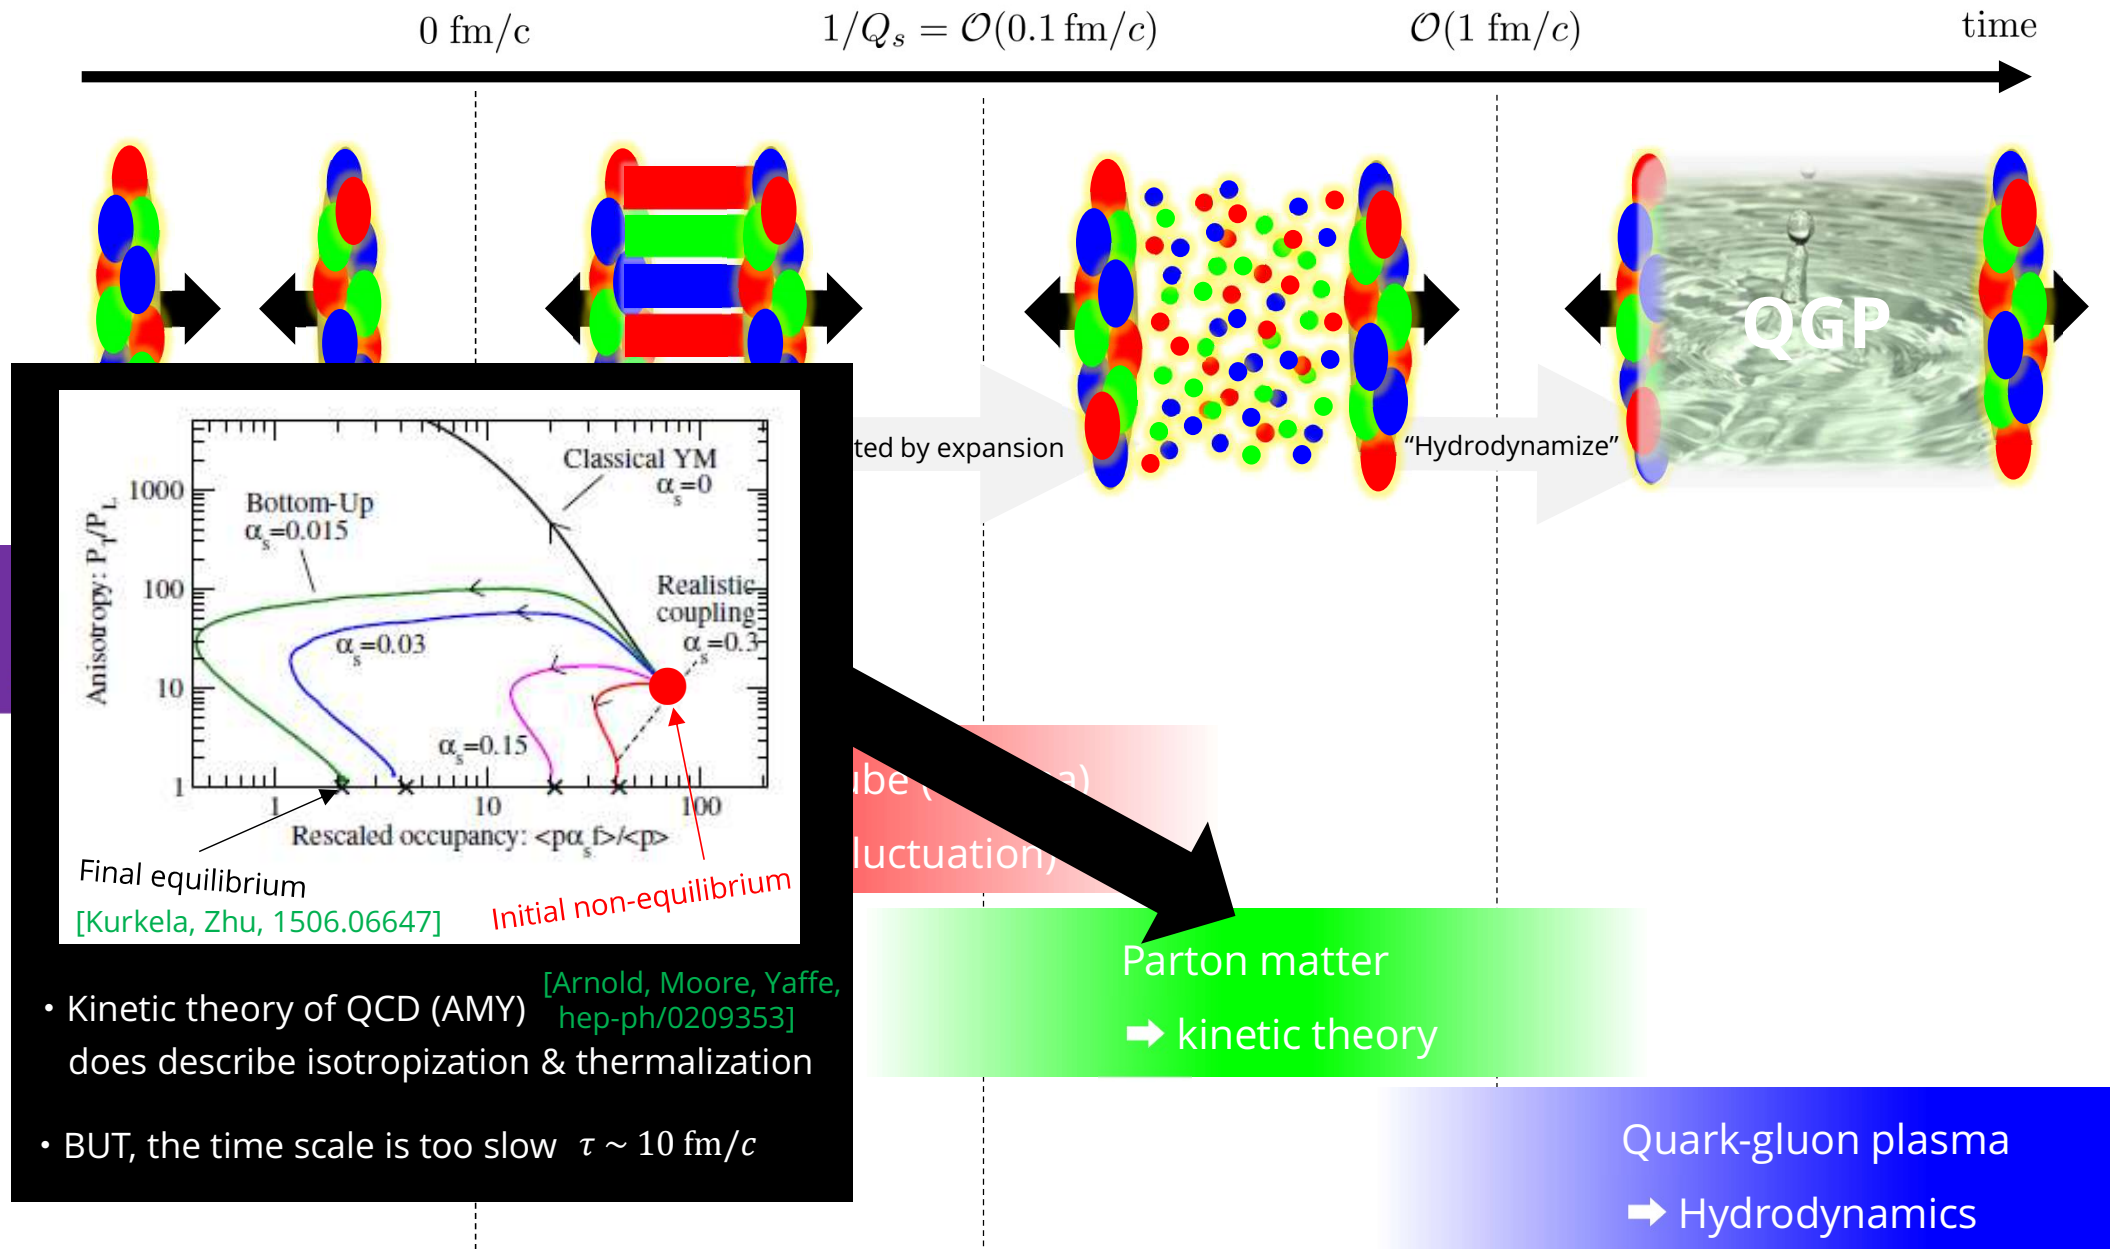 0 fm/c
1/Q_s = O(0.1 fm/c)
O(1 fm/c)
time
QGP
ted by expansion
“Hydrodynamize”
Classical YM
α_s=0
Bottom-Up
α_s=0.015
Realistic
coupling
α_s=0.3
α_s=0.03
α_s=0.15
Anisotropy: P_T/P_L
1000
100
10
1
1
10
100
Rescaled occupancy: <pα_s f>/<p>
Final equilibrium
Initial non-equilibrium
[Kurkela, Zhu, 1506.06647]
・Kinetic theory of QCD (AMY)
[Arnold, Moore, Yaffe,
hep-ph/0209353]
does describe isotropization & thermalization
・BUT, the time scale is too slow τ ~ 10 fm/c
ube ( a)
luctuation)
Parton matter
➡ kinetic theory
Quark-gluon plasma
➡ Hydrodynamics